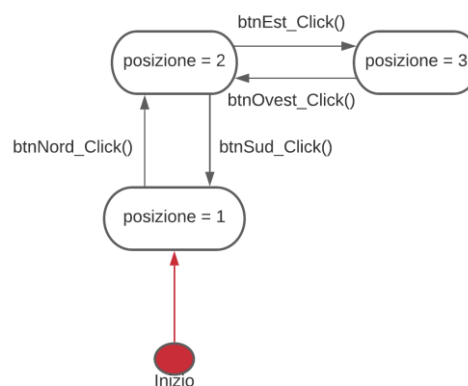 btnEst_Click()
posizione = 2
posizione = 3
btnOvest_Click()
btnNord_Click()
btnSud_Click()
posizione = 1
Inizio